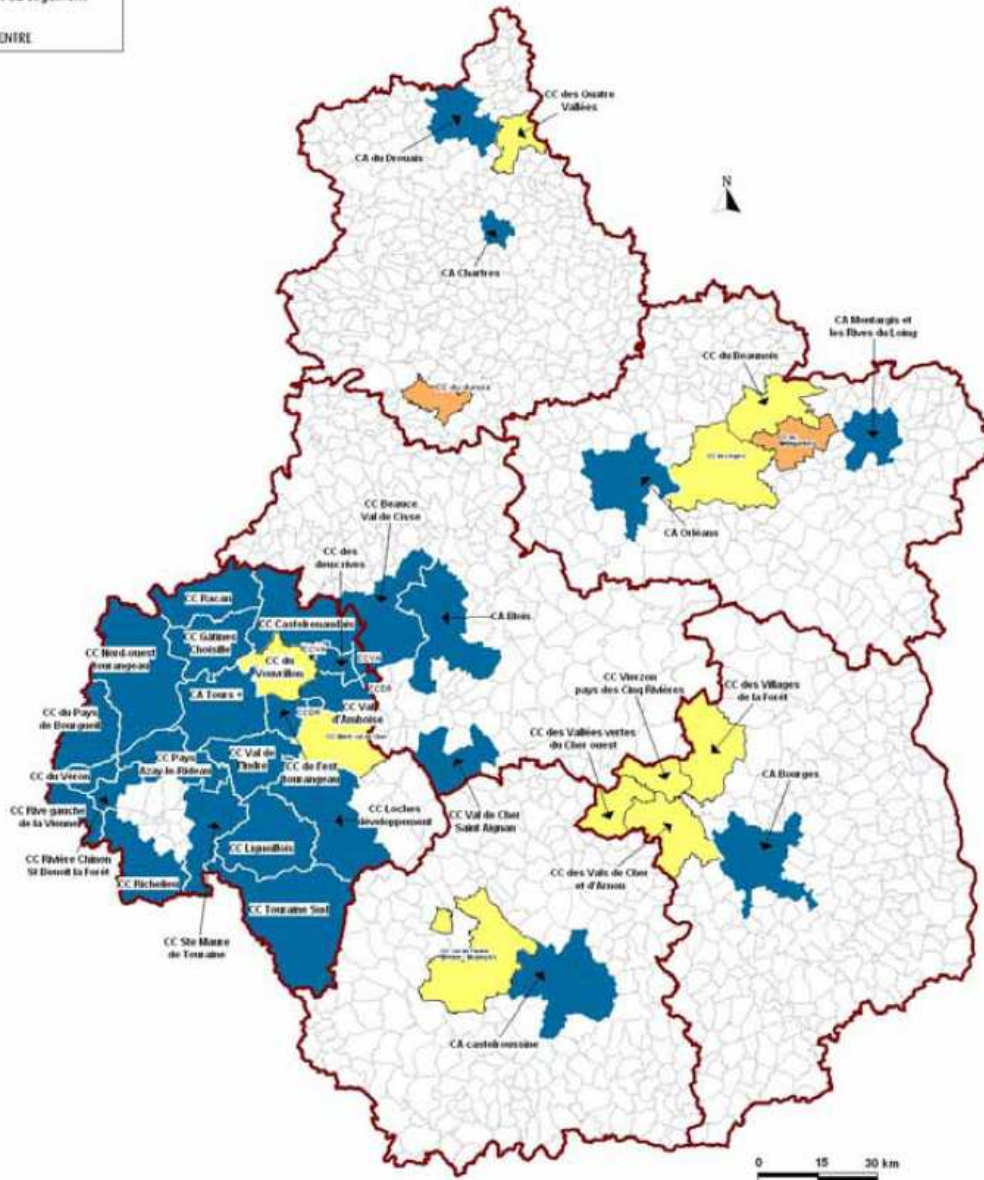 ENTRE
CC des Quatre
Vallées
CA du Drouais
N
CA Chartres
CA Montargis et
les Rives du Loing
CC du Beaunois
CC du dunois
CA Orléans
CC Beauce
Val de Cisse
CC des
deux rives
CC Racan
CC Castelrenaudais
CA Blois
CC Gâtines
Choisille
CC Nord-ouest
tourangeau
CC du
Vouvrillon
CA Tours +
CC Vierzon
pays des Cinq Rivières
CC des Villages
de la Forêt
CC du Pays
de Bourgueil
CC Val
d'Amboise
CC des Vallées vertes
du Cher ouest
CC Pays
Azay-le-Rideau
CC Val de
l'Indre
CC de l'est
tourangeau
CC du Véron
CA Bourges
CC Rive gauche
de la Vienne
CC Loches
développement
CC Val de Cher
Saint Aignan
CC Ligueillois
CC Rivière Chinon
St Benoit la Forêt
CC des Vals de Cher
et d'Arnon
CC Richelieu
CC Touraine Sud
CC Ste Maure
de Touraine
CA castelroussine
0 15 30 km